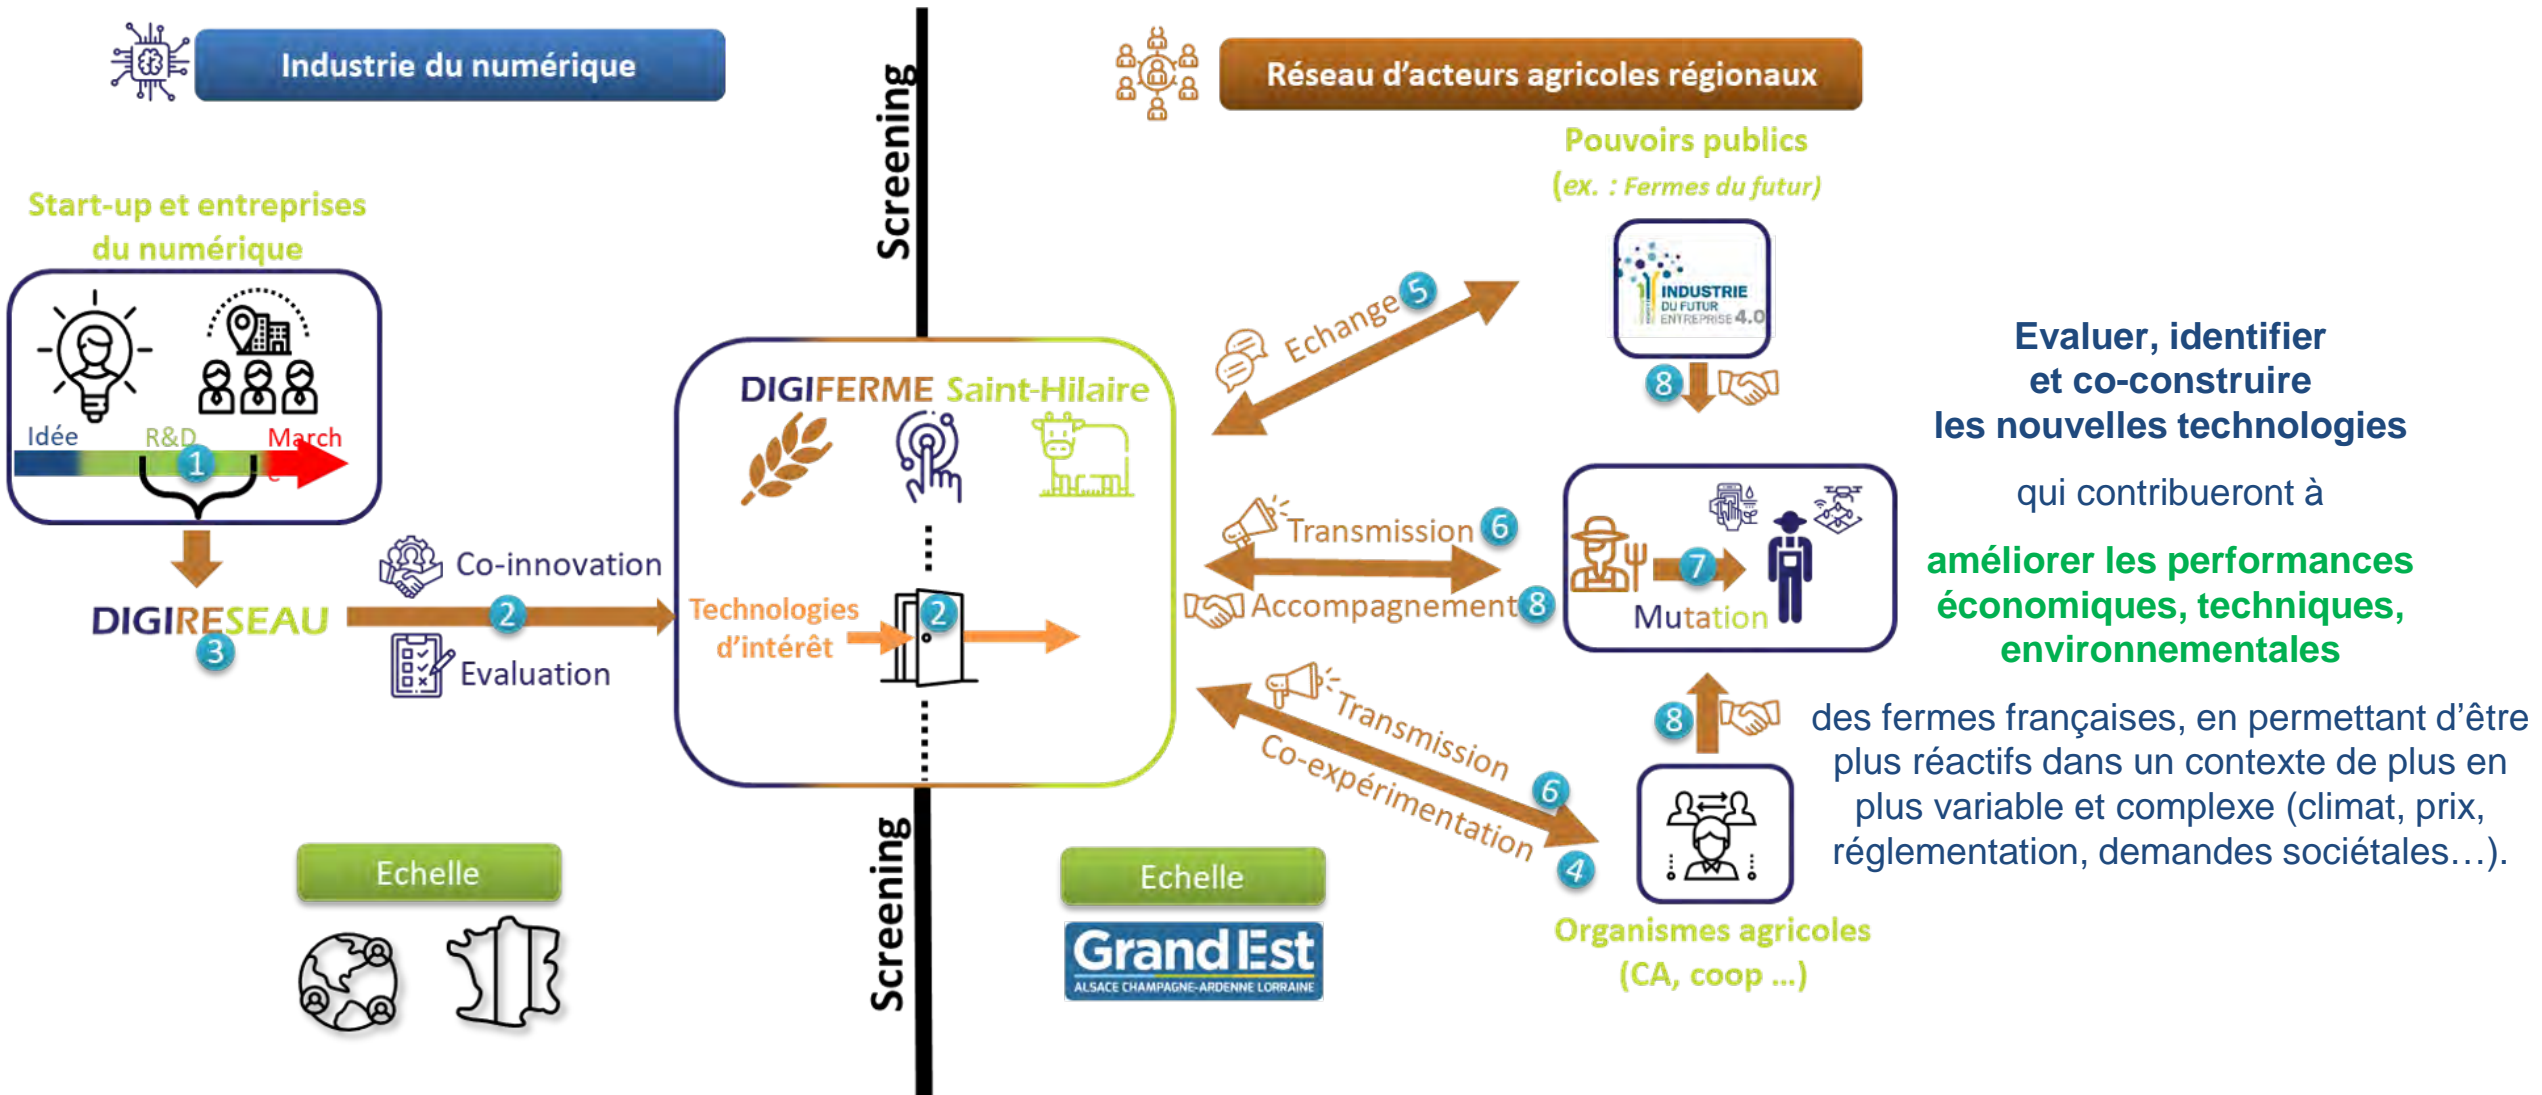 Industrie du numérique
Réseau d'acteurs agricoles régionaux
Screening
Start-up et entreprises
du numérique
Idée
R&D
March
é
1
DIGIRESEAU
3
Co-innovation
2
Evaluation
DIGIFERME Saint-Hilaire
Technologies
d'intérêt
2
Screening
Echelle
Pouvoirs publics
(ex. : Fermes du futur)
INDUSTRIE
DU FUTUR
ENTREPRISE 4.0
Echange 5
8
Transmission 6
Accompagnement 8
7
Mutation
8
Transmission
6
Co-expérimentation
4
Organismes agricoles
(CA, coop ...)
Echelle
Grand Est
ALSACE CHAMPAGNE-ARDENNE LORRAINE
Evaluer, identifier
et co-construire
les nouvelles technologies
qui contribueront à
améliorer les performances
économiques, techniques,
environnementales
des fermes françaises, en permettant d'être
plus réactifs dans un contexte de plus en
plus variable et complexe (climat, prix,
réglementation, demandes sociétales…).